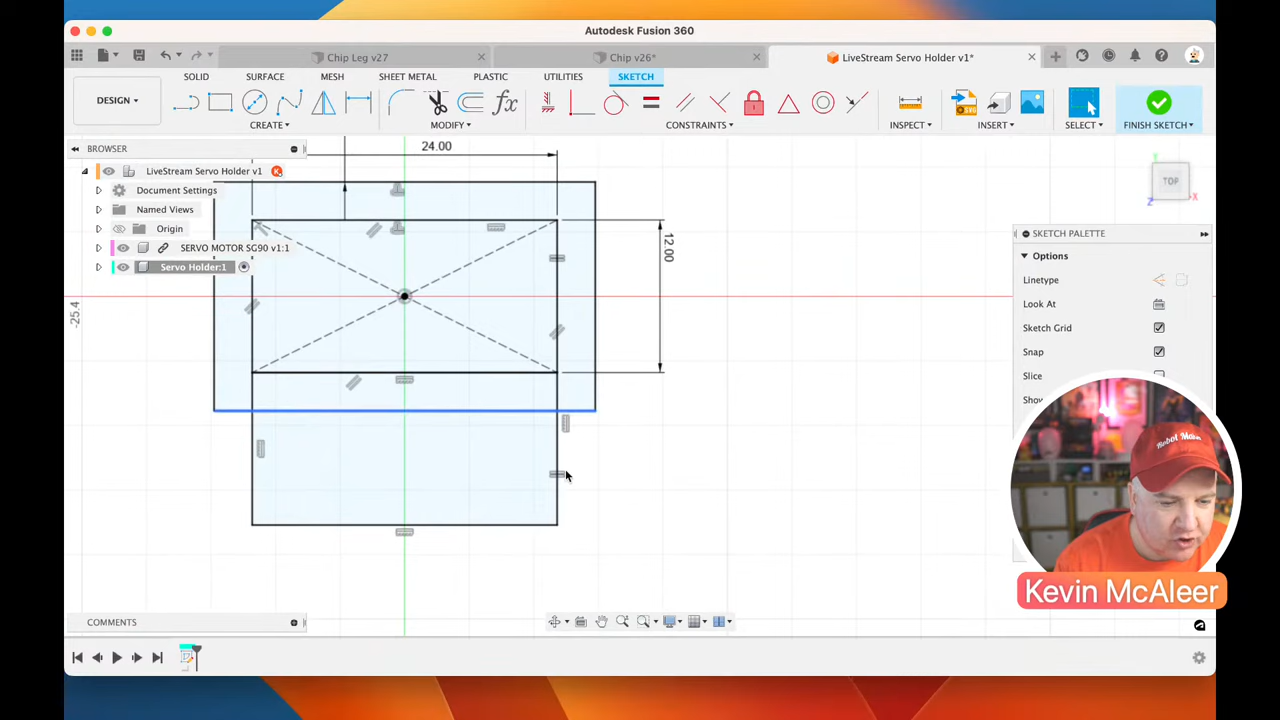 Autodesk Fusion 360
Chip Leg v27
Chip v26*
LiveStream Servo Holder v1*
DESIGN
SOLID
SURFACE
MESH
SHEET METAL
PLASTIC
UTILITIES
SKETCH
CREATE
MODIFY
CONSTRAINTS
INSPECT
INSERT
SELECT
FINISH SKETCH
BROWSER
LiveStream Servo Holder v1
Document Settings
Named Views
Origin
SERVO MOTOR SG90 v1:1
Servo Holder:1
24.00
12.00
-25.4
TOP
Y
Z
X
SKETCH PALETTE
Options
Linetype
Look At
Sketch Grid
Snap
Slice
Show
Robot Maker
Kevin McAleer
COMMENTS